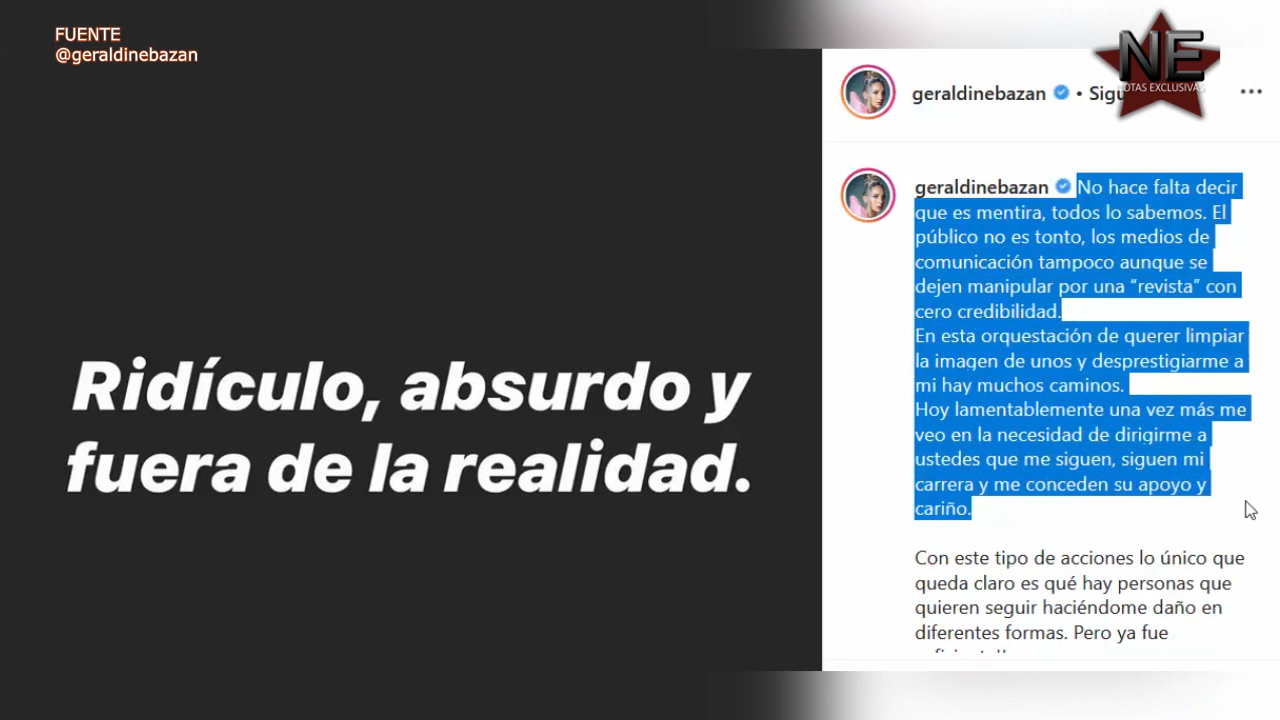 FUENTE
@geraldinebazan
NE
NOTAS EXCLUSIVAS
geraldinebazan • Sigu
Ridículo, absurdo y
fuera de la realidad.
geraldinebazan No hace falta decir
que es mentira, todos lo sabemos. El
público no es tonto, los medios de
comunicación tampoco aunque se
dejen manipular por una “revista” con
cero credibilidad.
En esta orquestación de querer limpiar
la imagen de unos y desprestigiarme a
mi hay muchos caminos.
Hoy lamentablemente una vez más me
veo en la necesidad de dirigirme a
ustedes que me siguen, siguen mi
carrera y me conceden su apoyo y
cariño.
Con este tipo de acciones lo único que
queda claro es qué hay personas que
quieren seguir haciéndome daño en
diferentes formas. Pero ya fue